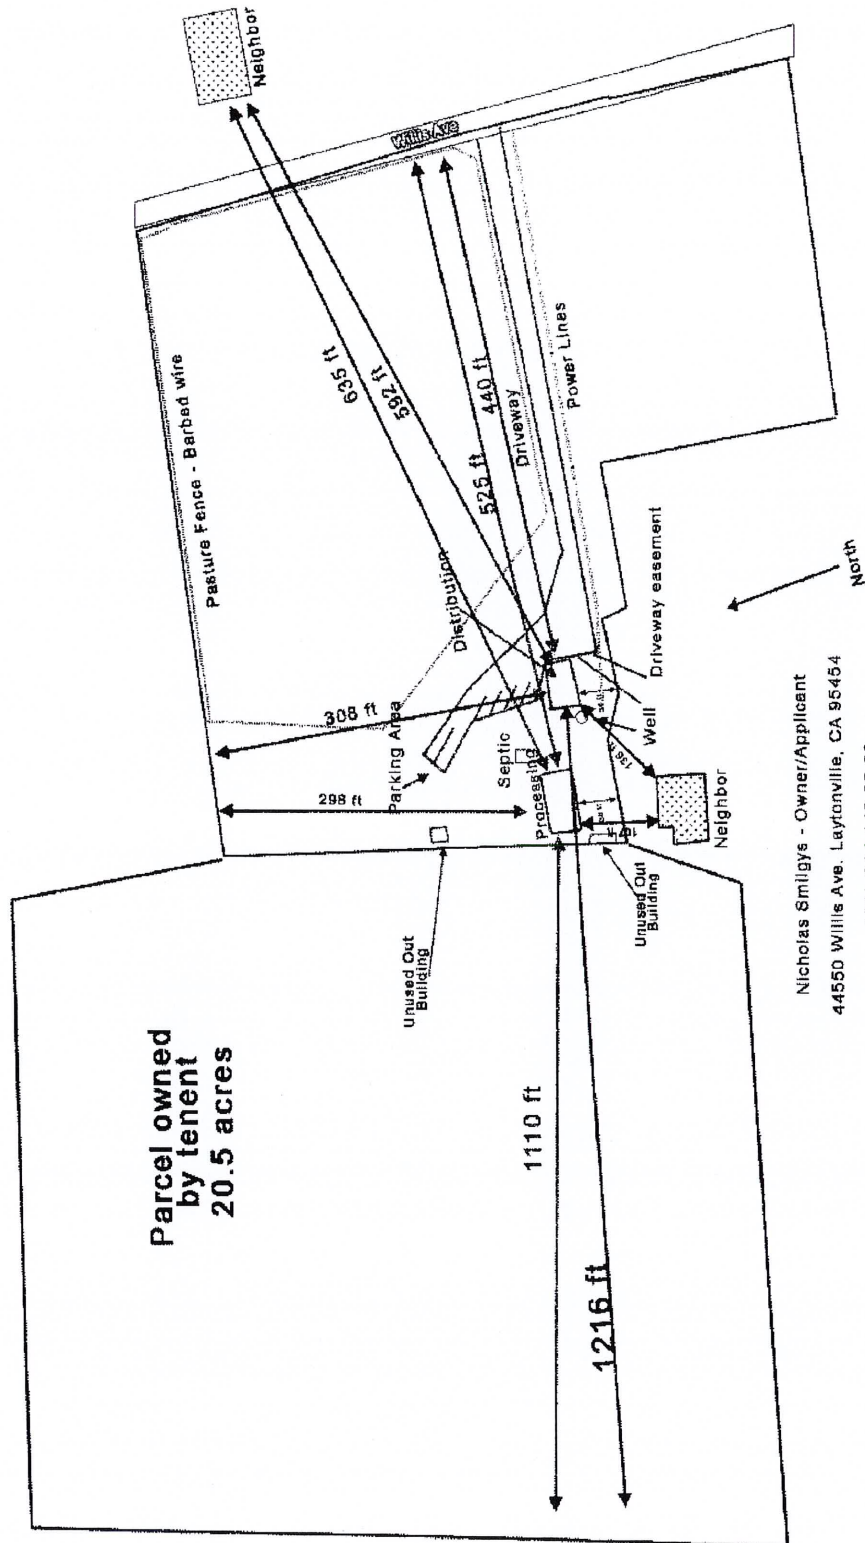 Neighbor
Willis Ave
Pasture Fence - Barbed wire
635 ft
592 ft
525 ft
440 ft
Driveway
Power Lines
Distribution
Driveway easement
North
308 ft
Parking Area
Septic
Well
136 ft
298 ft
Processing
Neighbor
Unused Out
Building
Unused Out
Building
Parcel owned
by tenent
20.5 acres
1110 ft
1216 ft
Nicholas Smilgys - Owner/Applicant
44550 Willis Ave. Laytonville, CA 95454